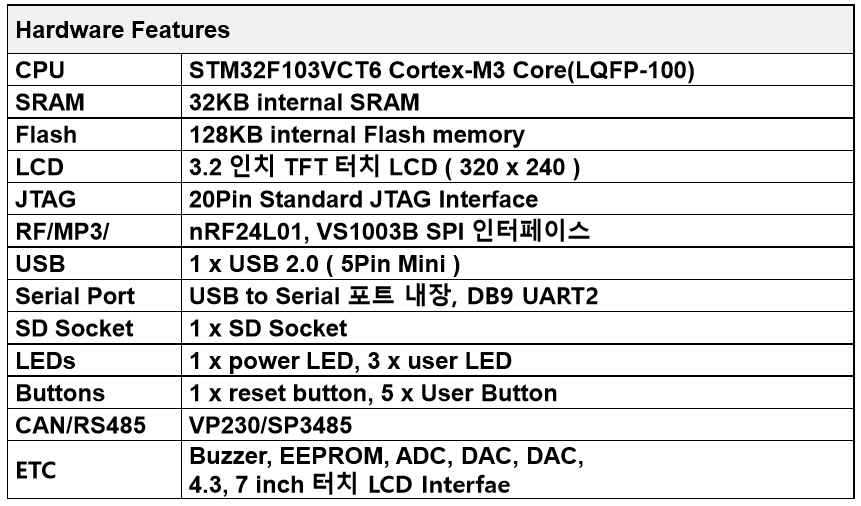 Hardware Features
CPU STM32F103VCT6 Cortex-M3 Core(LQFP-100)
SRAM 32KB internal SRAM
Flash 128KB internal Flash memory
LCD 3.2 인치 TFT 터치 LCD ( 320 x 240 )
JTAG 20Pin Standard JTAG Interface
RF/MP3/ nRF24L01, VS1003B SPI 인터페이스
USB 1 x USB 2.0 ( 5Pin Mini )
Serial Port USB to Serial 포트 내장, DB9 UART2
SD Socket 1 x SD Socket
LEDs 1 x power LED, 3 x user LED
Buttons 1 x reset button, 5 x User Button
CAN/RS485 VP230/SP3485
ETC Buzzer, EEPROM, ADC, DAC, DAC,
4.3, 7 inch 터치 LCD Interfae